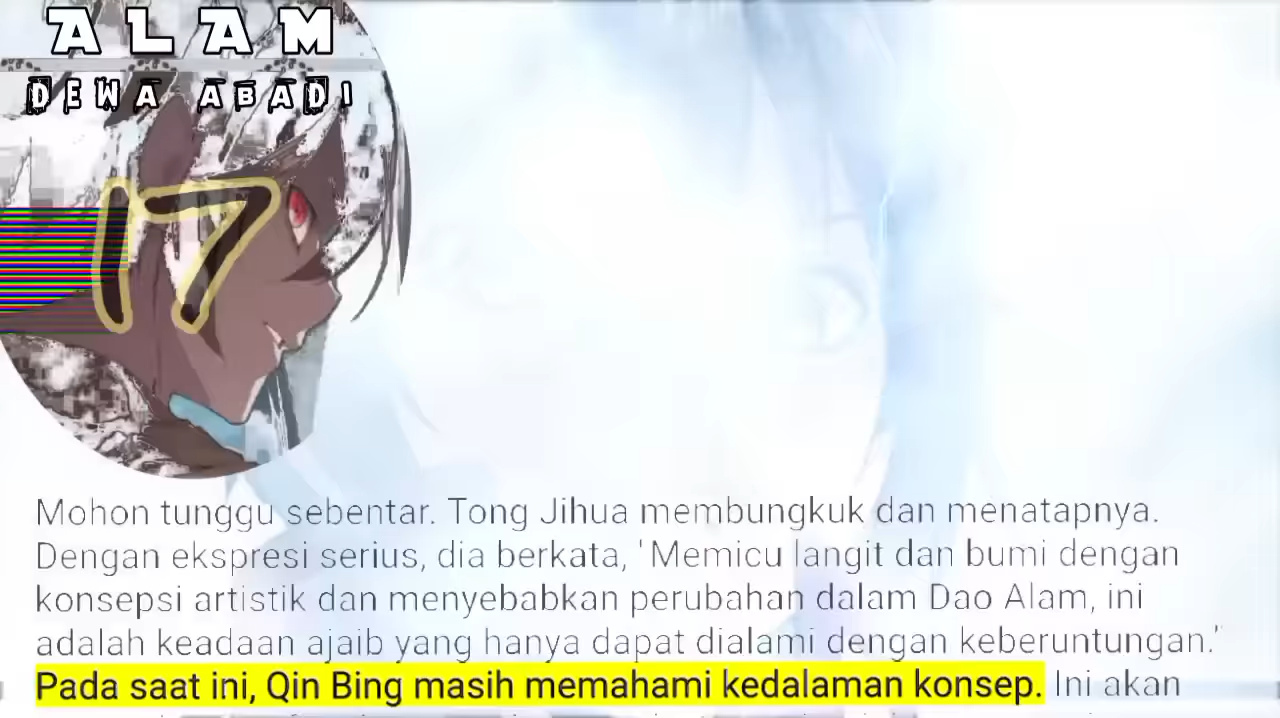 ALAM
DEWA ABADI
17
Mohon tunggu sebentar. Tong Jihua membungkuk dan menatapnya.
Dengan ekspresi serius, dia berkata, 'Memicu langit dan bumi dengan
konsepsi artistik dan menyebabkan perubahan dalam Dao Alam, ini
adalah keadaan ajaib yang hanya dapat dialami dengan keberuntungan.'
Pada saat ini, Qin Bing masih memahami kedalaman konsep. Ini akan